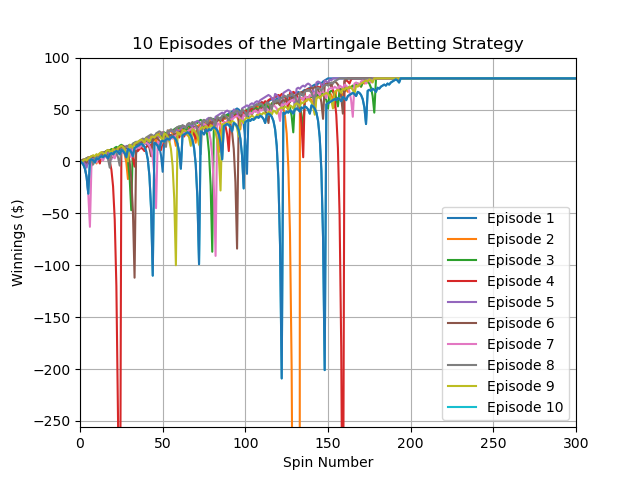 10 Episodes of the Martingale Betting Strategy
100
50
0
−50
−100
−150
−200
−250
Winnings ($)
Episode 1
Episode 2
Episode 3
Episode 4
Episode 5
Episode 6
Episode 7
Episode 8
Episode 9
Episode 10
0 50 100 150 200 250 300
Spin Number